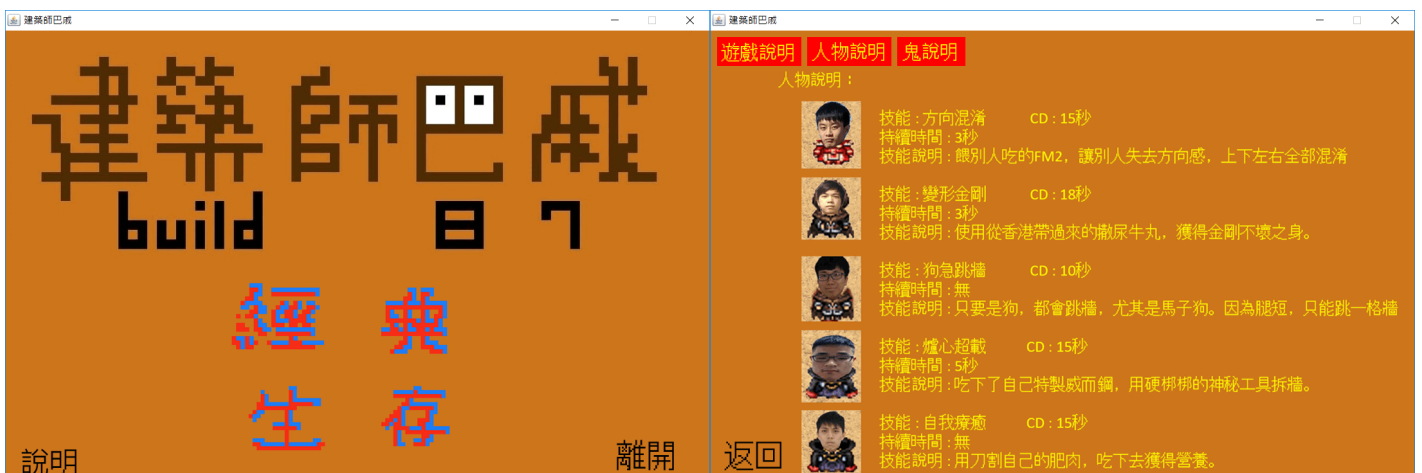 建築師巴戚
建築師巴戚
build 8 7
經典
生存
說明
離開
建築師巴戚
遊戲說明 人物說明 鬼說明
人物說明：
技能 : 方向混淆 CD : 15秒
持續時間 : 3秒
技能說明 : 餵別人吃的FM2，讓別人失去方向感，上下左右全部混淆
技能 : 變形金剛 CD : 18秒
持續時間 : 3秒
技能說明 : 使用從香港帶過來的撒尿牛丸，獲得金剛不壞之身。
技能 : 狗急跳牆 CD : 10秒
持續時間 : 無
技能說明 : 只要是狗，都會跳牆，尤其是馬子狗。因為腿短，只能跳一格牆
技能 : 爐心超載 CD : 15秒
持續時間 : 5秒
技能說明 : 吃下了自己特製威而鋼，用硬梆梆的神秘工具拆牆。
技能 : 自我療癒 CD : 15秒
持續時間 : 無
技能說明 : 用刀割自己的肥肉，吃下去獲得營養。
返回